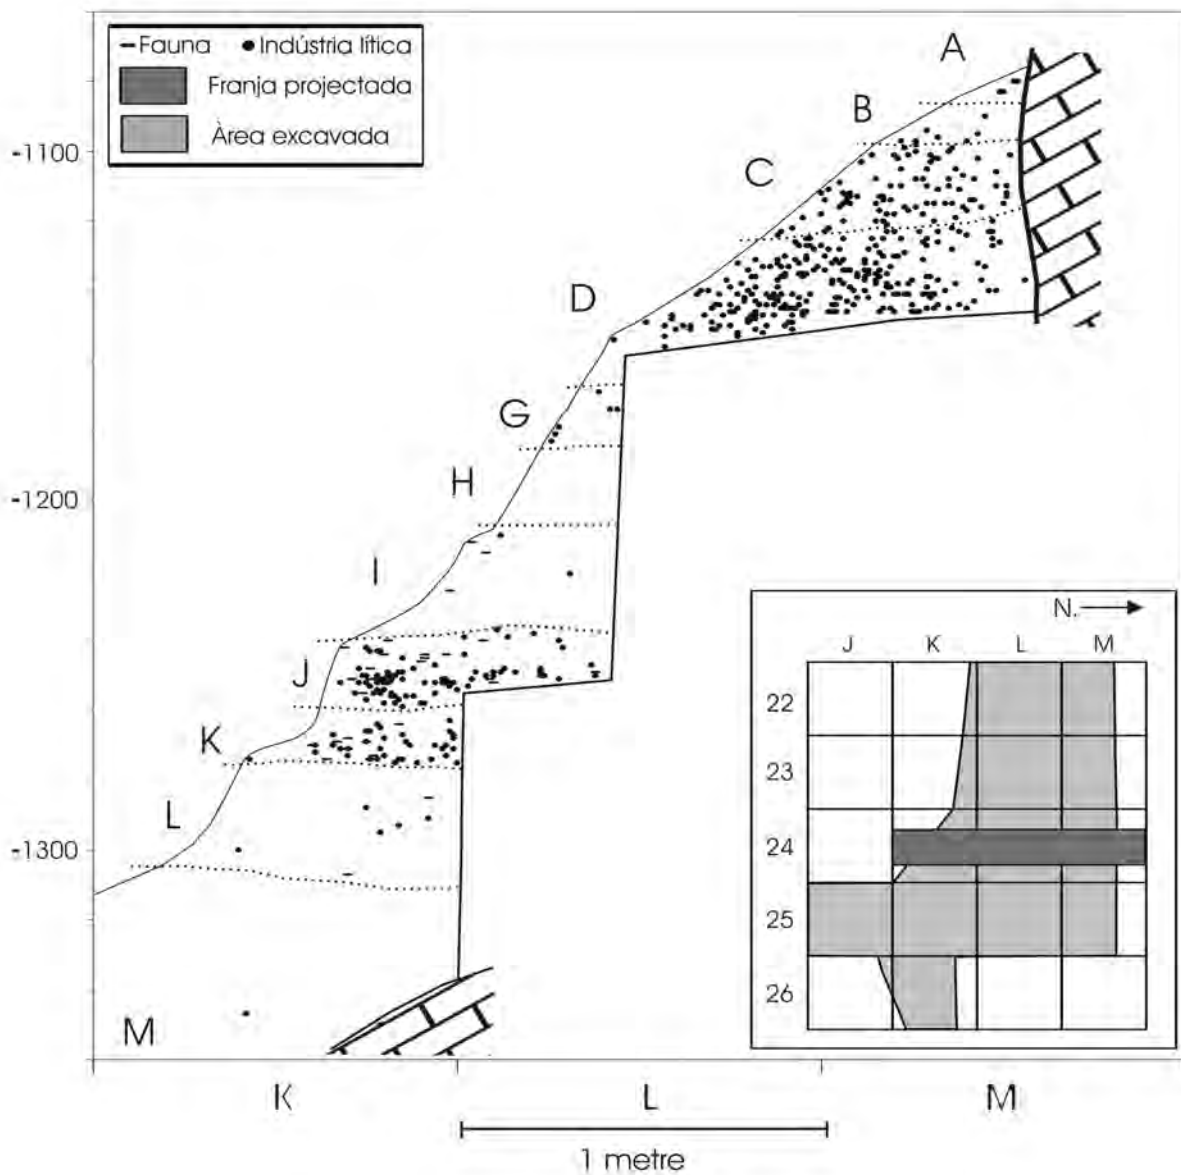 Fauna Indústria lítica
Franja projectada
Àrea excavada
A
B
-1100
C
D
G
H
-1200
I
J
K
L
-1300
M
K L M
1 metre
N.
J K L M
22
23
24
25
26